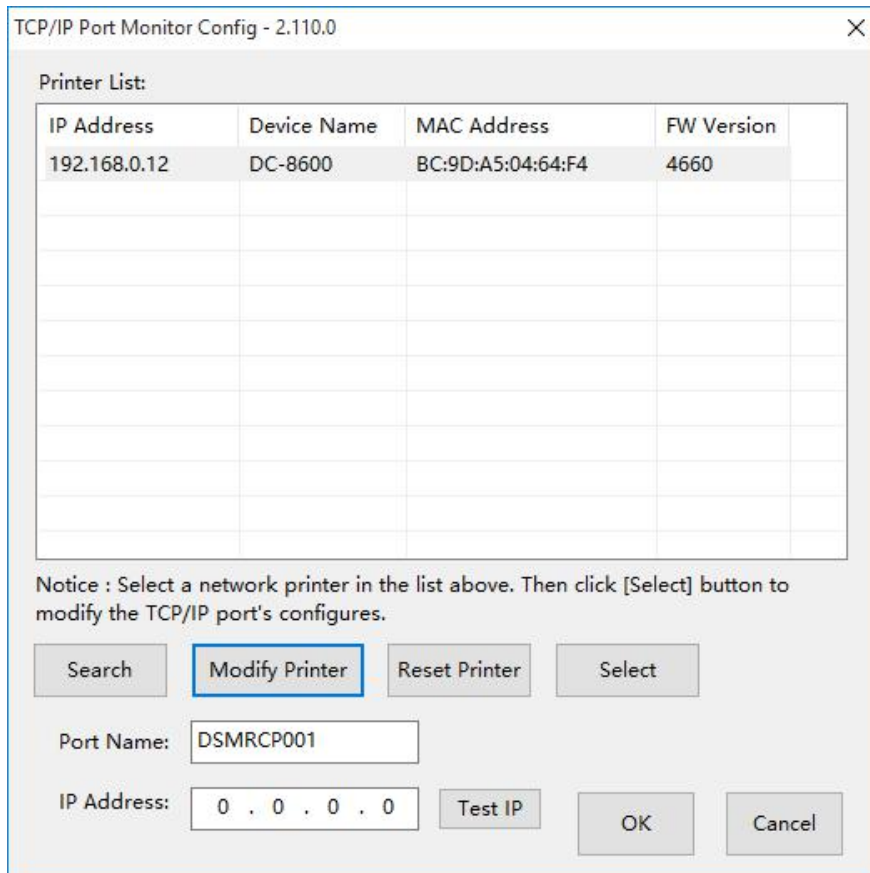 TCP/IP Port Monitor Config - 2.110.0
Printer List:
IP Address Device Name MAC Address FW Version
192.168.0.12 DC-8600 BC:9D:A5:04:64:F4 4660
Notice : Select a network printer in the list above. Then click [Select] button to
modify the TCP/IP port's configures.
Search Modify Printer Reset Printer Select
Port Name: DSMRCP001
IP Address: 0 . 0 . 0 . 0 Test IP OK Cancel